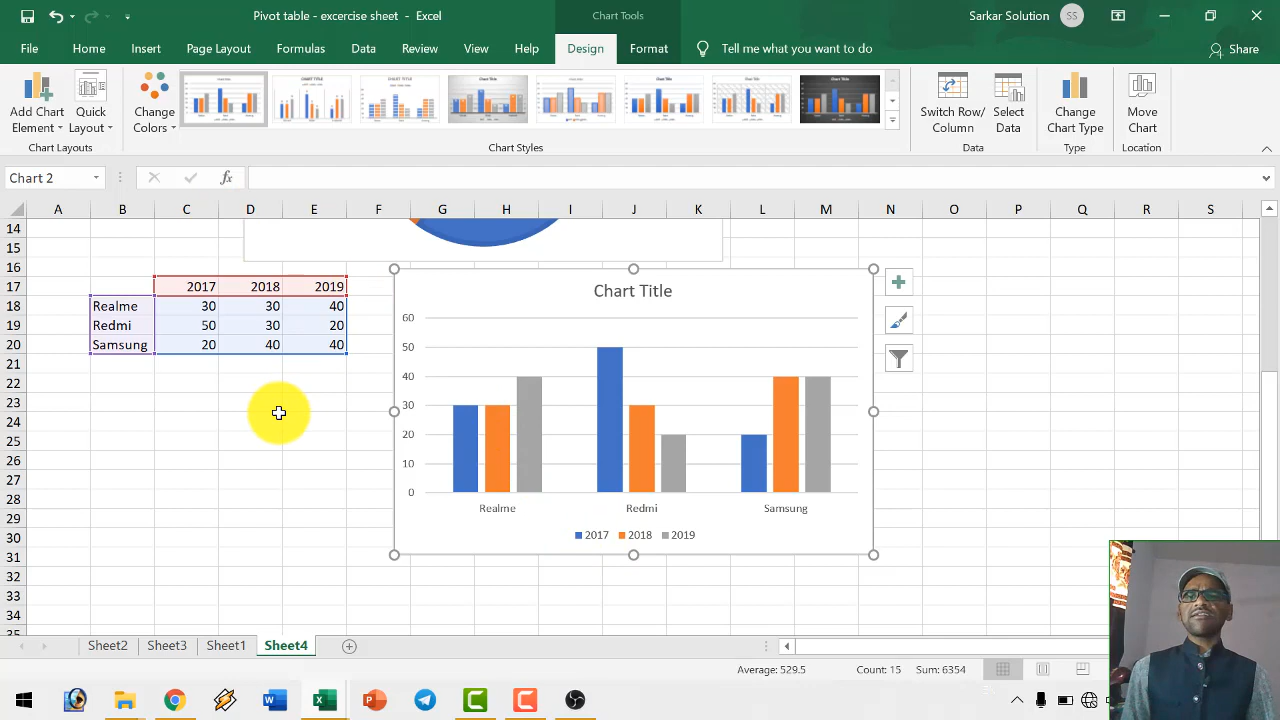 Pivot table - excercise sheet - Excel
Chart Tools
Sarkar Solution
SS
File
Home
Insert
Page Layout
Formulas
Data
Review
View
Help
Design
Format
Tell me what you want to do
Share
Add Chart Element
Quick Layout
Change Colors
Switch Row/Column
Select Data
Change Chart Type
Move Chart
Chart Layouts
Chart Styles
Data
Type
Location
Chart 2
fx
A B C D E F G H I J K L M N O P Q R S
14
15
16
17 2017 2018 2019
18 Realme 30 30 40
19 Redmi 50 30 20
20 Samsung 20 40 40
21
22
23
24
25
26
27
28
29
30
31
32
33
34
Chart Title
60
50
40
30
20
10
0
Realme Redmi Samsung
2017 2018 2019
Sheet2 Sheet3 Sheet1 Sheet4
Average: 529.5 Count: 15 Sum: 6354